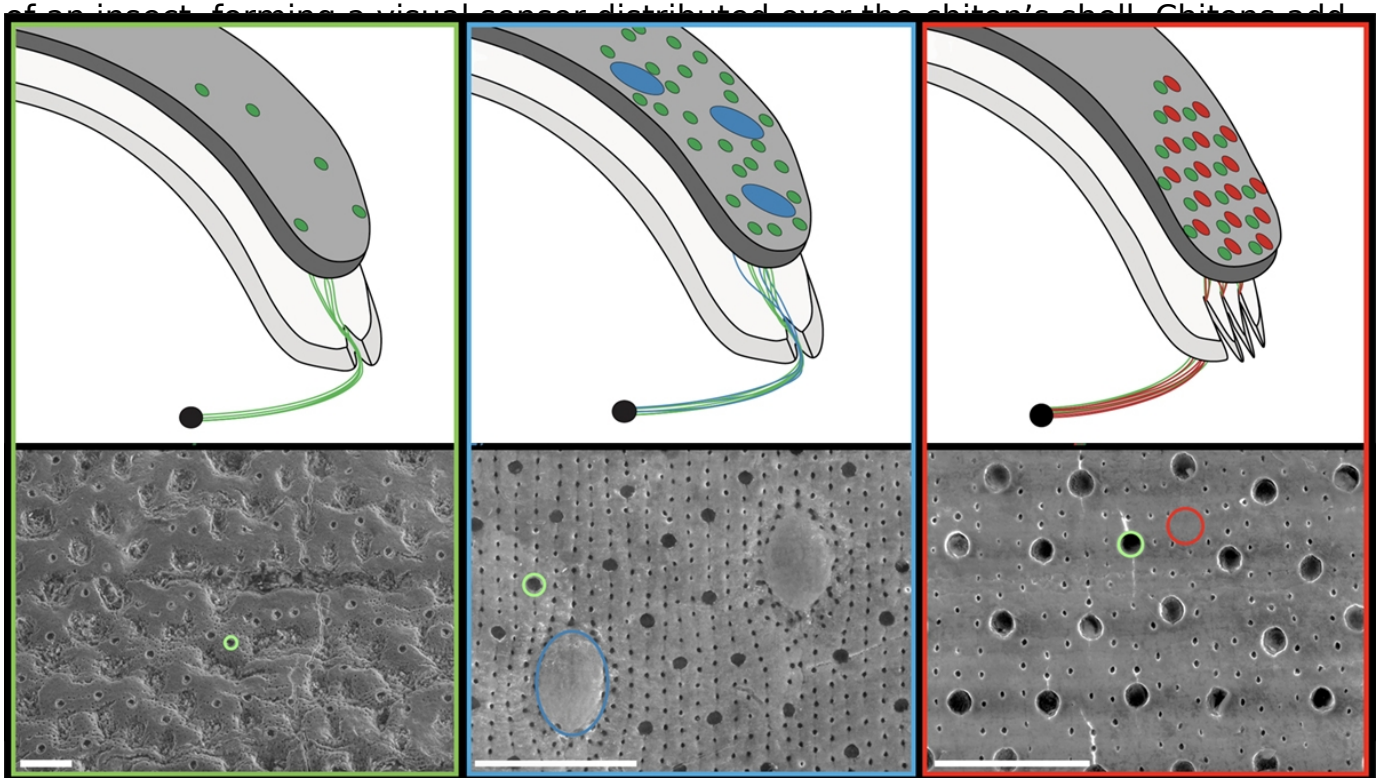 of an insect, forming a visual sensor distributed over the chiton's shell. Chitons add